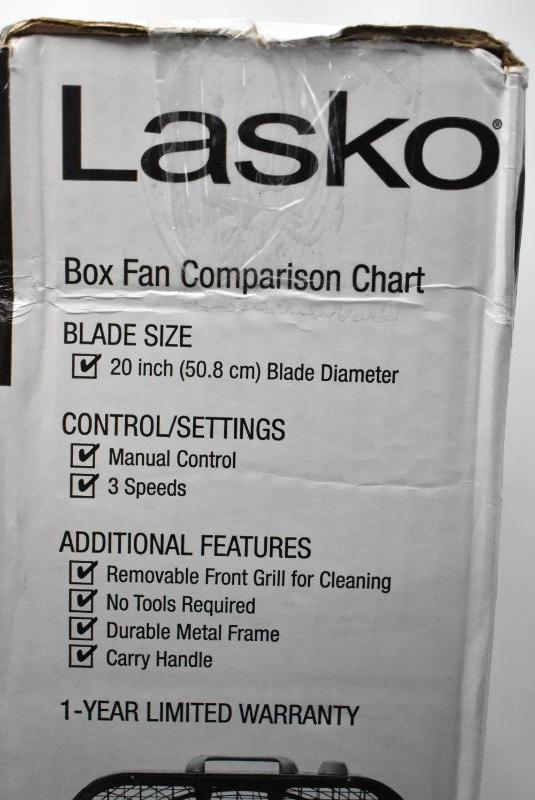 Lasko®
Box Fan Comparison Chart
BLADE SIZE
20 inch (50.8 cm) Blade Diameter
CONTROL/SETTINGS
Manual Control
3 Speeds
ADDITIONAL FEATURES
Removable Front Grill for Cleaning
No Tools Required
Durable Metal Frame
Carry Handle
1-YEAR LIMITED WARRANTY